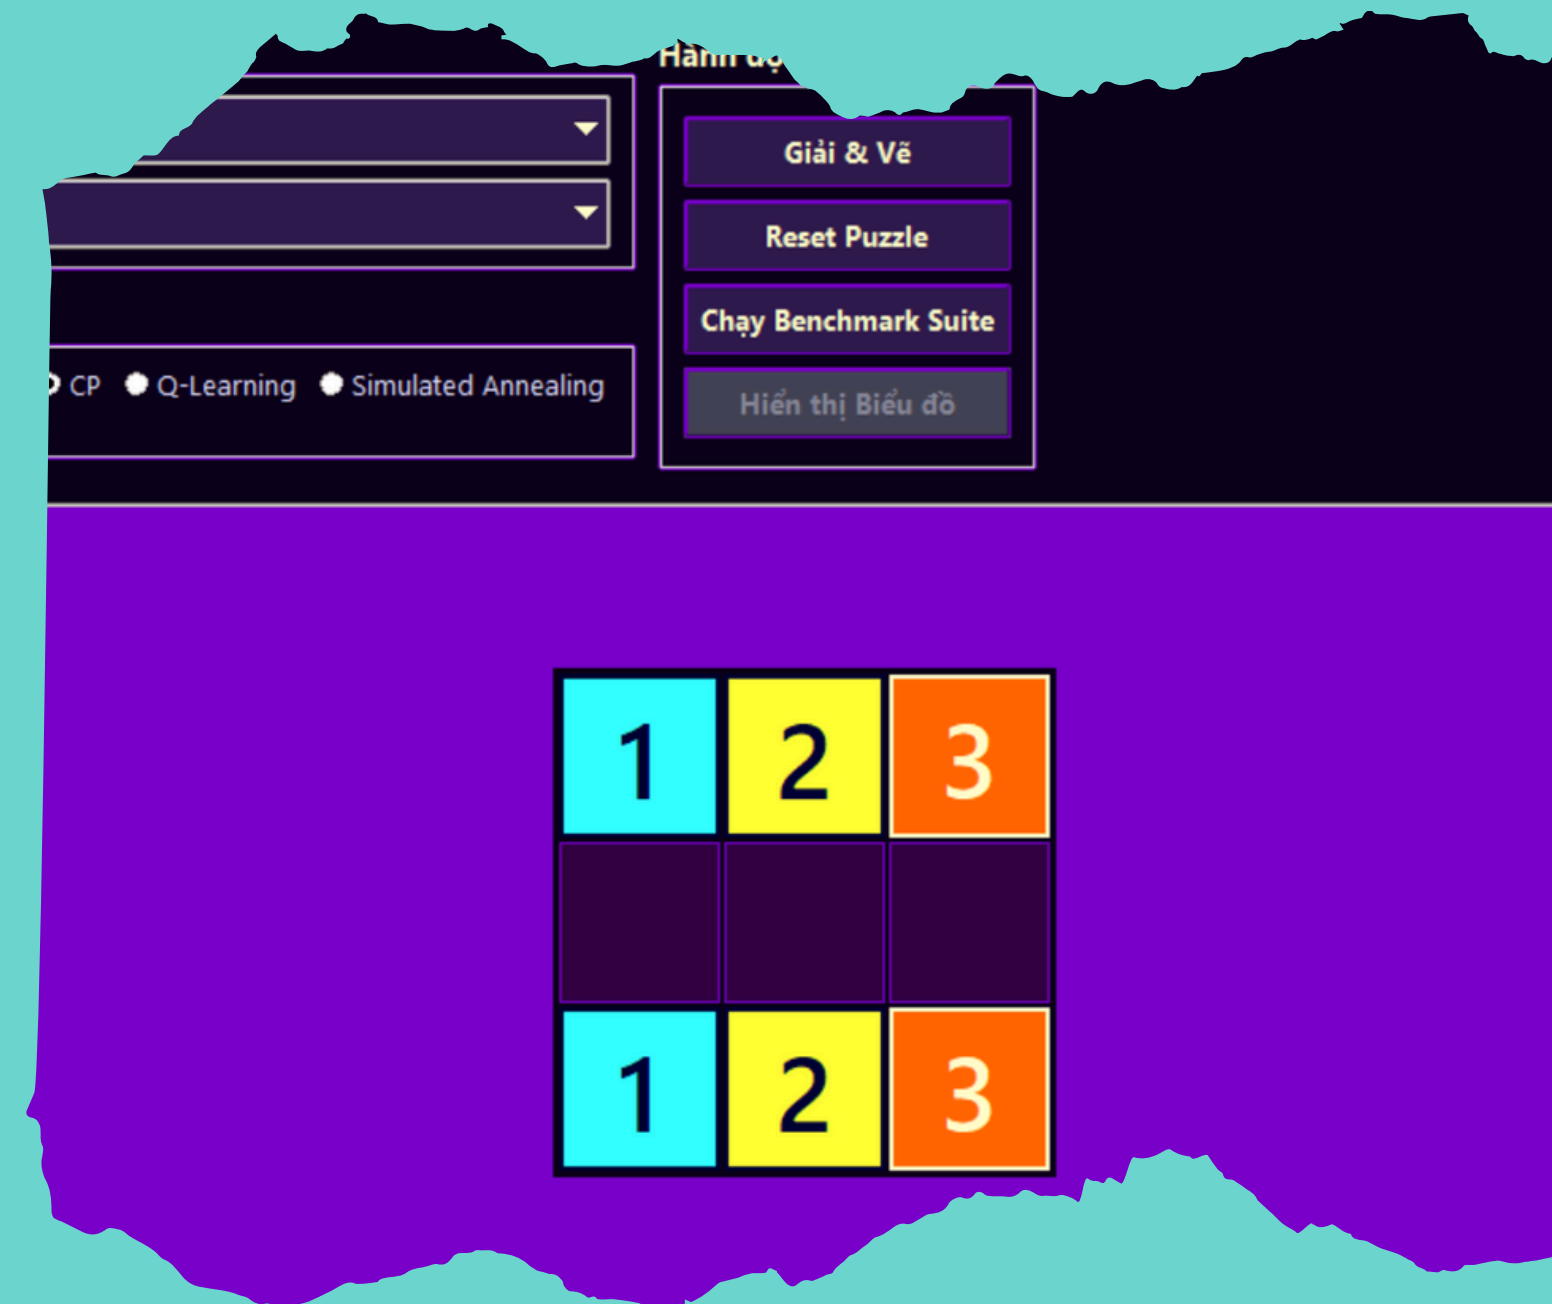 Hành
Giải & Vẽ
Reset Puzzle
Chạy Benchmark Suite
Hiển thị Biểu đồ
CP Q-Learning Simulated Annealing
1 2 3
1 2 3